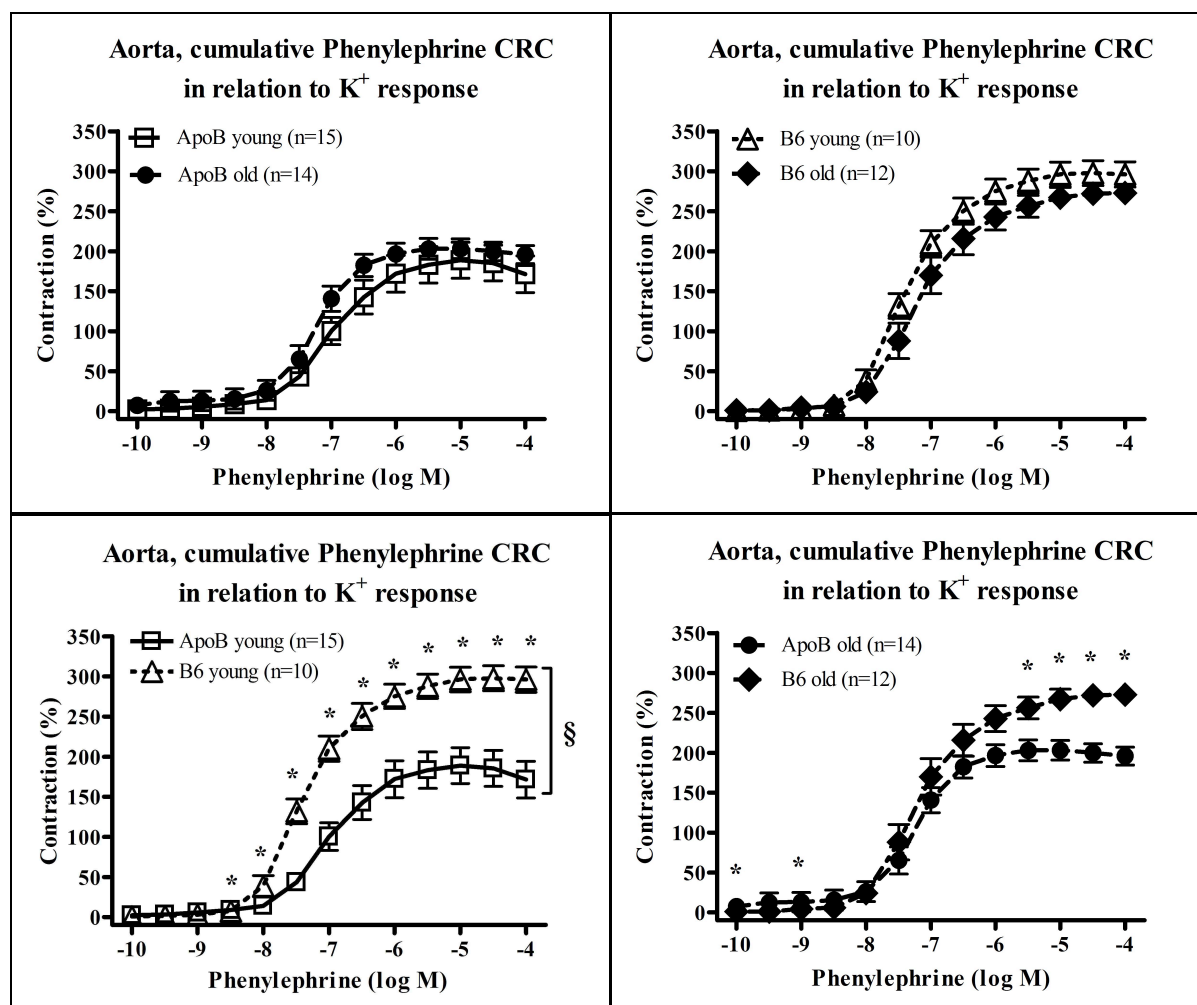 Aorta, cumulative Phenylephrine CRC
in relation to K+ response
350
300
250
200
150
100
50
0
Contraction (%)
ApoB young (n=15)
ApoB old (n=14)
-10 -9 -8 -7 -6 -5 -4
Phenylephrine (log M)
Aorta, cumulative Phenylephrine CRC
in relation to K+ response
350
300
250
200
150
100
50
0
Contraction (%)
B6 young (n=10)
B6 old (n=12)
-10 -9 -8 -7 -6 -5 -4
Phenylephrine (log M)
Aorta, cumulative Phenylephrine CRC
in relation to K+ response
350
300
250
200
150
100
50
0
Contraction (%)
ApoB young (n=15)
B6 young (n=10)
* * * * * * * * * *
§
-10 -9 -8 -7 -6 -5 -4
Phenylephrine (log M)
Aorta, cumulative Phenylephrine CRC
in relation to K+ response
350
300
250
200
150
100
50
0
Contraction (%)
ApoB old (n=14)
B6 old (n=12)
* * * * * *
-10 -9 -8 -7 -6 -5 -4
Phenylephrine (log M)